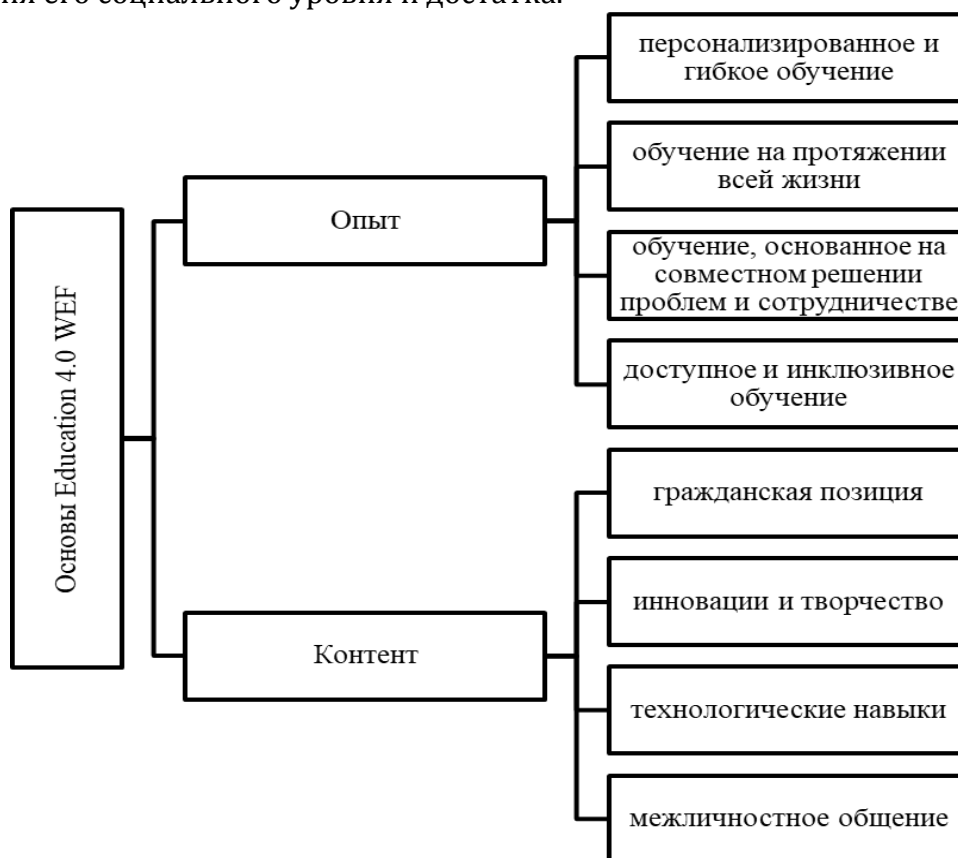 его социального уровня и достатка.
персонализированное и
гибкое обучение
обучение на протяжении
всей жизни
Опыт
обучение, основанное на
совместном решении
проблем и сотрудничестве
доступное и инклюзивное
обучение
Основы Education 4.0 WEF
гражданская позиция
инновации и творчество
Контент
технологические навыки
межличностное общение